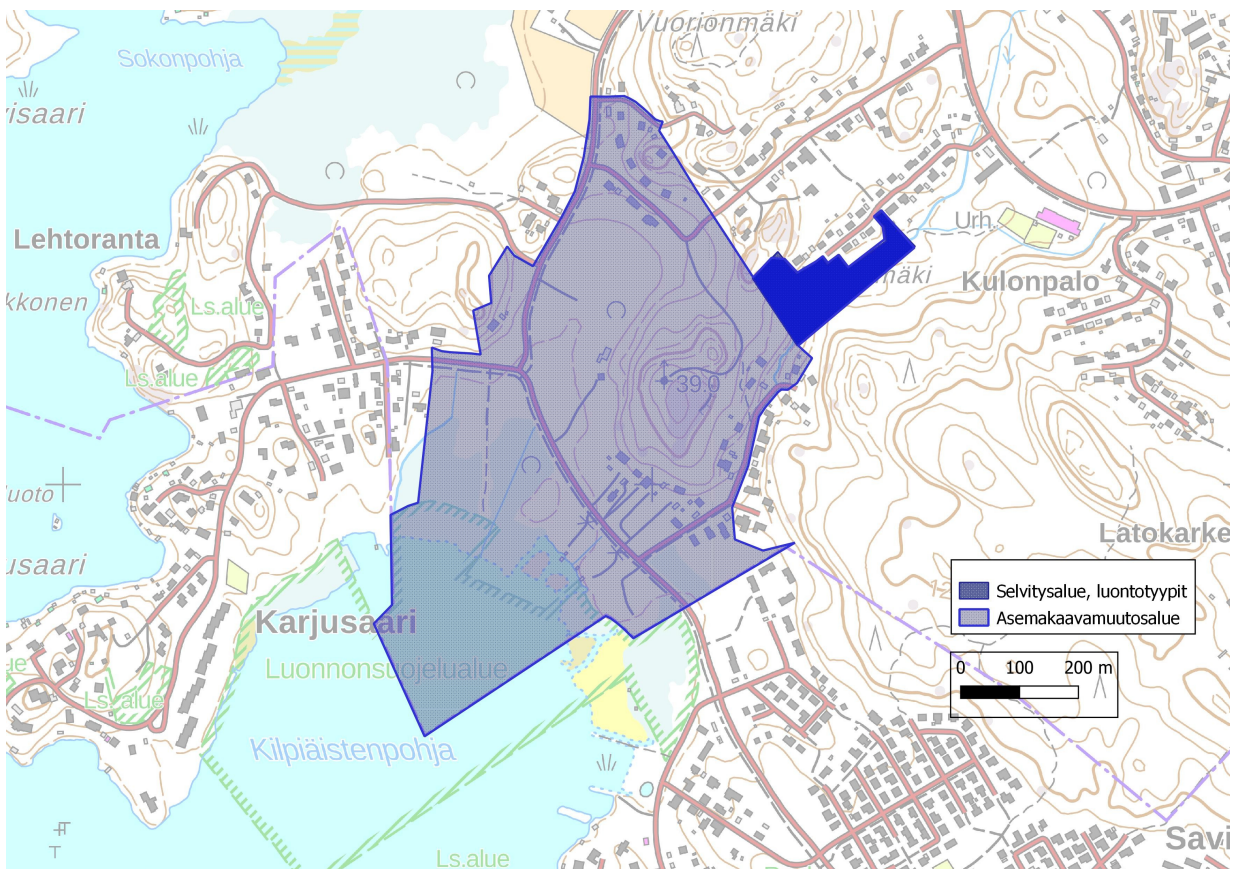 Vuorionmäki
Sokonpohja
isaari
Urh.
Lehtoranta
mäki
Kulonpalo
kkonen
Ls.alue
Ls.alue
39.0
uoto
usaari
Latokarke
Selvitysalue, luontotyypit
Asemakaavamuutosalue
Karjusaari
Luonnonsuojelualue
0 100 200 m
Ls. alue
Kilpiäistenpohja
Savi
Ls.alue